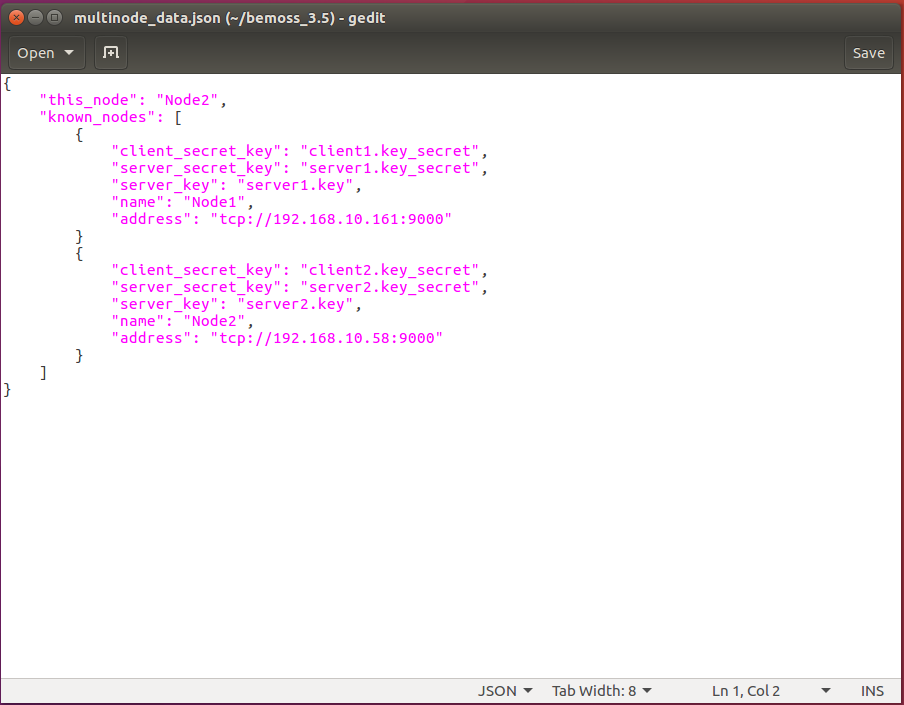 multinode_data.json (~/bemoss_3.5) - gedit
Open
Save
{
    "this_node": "Node2",
    "known_nodes": [
        {
            "client_secret_key": "client1.key_secret",
            "server_secret_key": "server1.key_secret",
            "server_key": "server1.key",
            "name": "Node1",
            "address": "tcp://192.168.10.161:9000"
        }
        {
            "client_secret_key": "client2.key_secret",
            "server_secret_key": "server2.key_secret",
            "server_key": "server2.key",
            "name": "Node2",
            "address": "tcp://192.168.10.58:9000"
        }
    ]
}
JSON Tab Width: 8 Ln 1, Col 2 INS